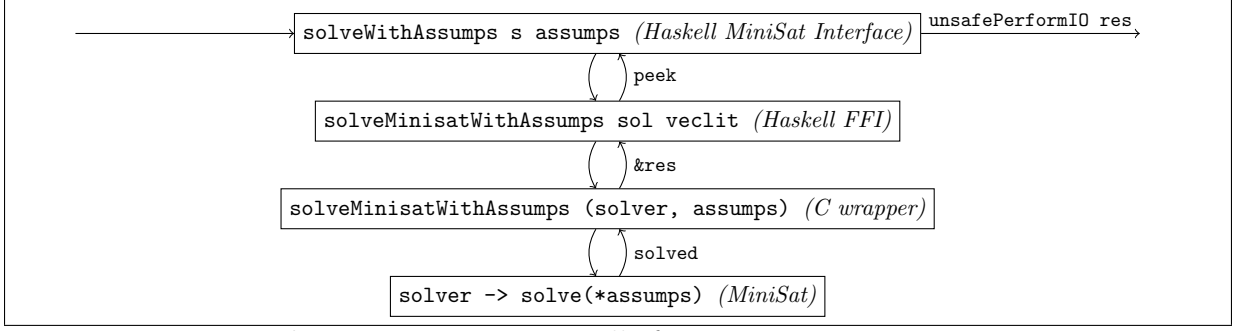 solveWithAssumps s assumps (Haskell MiniSat Interface)
unsafePerformIO res
peek
solveMinisatWithAssumps sol veclit (Haskell FFI)
&res
solveMinisatWithAssumps (solver, assumps) (C wrapper)
solved
solver -> solve(*assumps) (MiniSat)